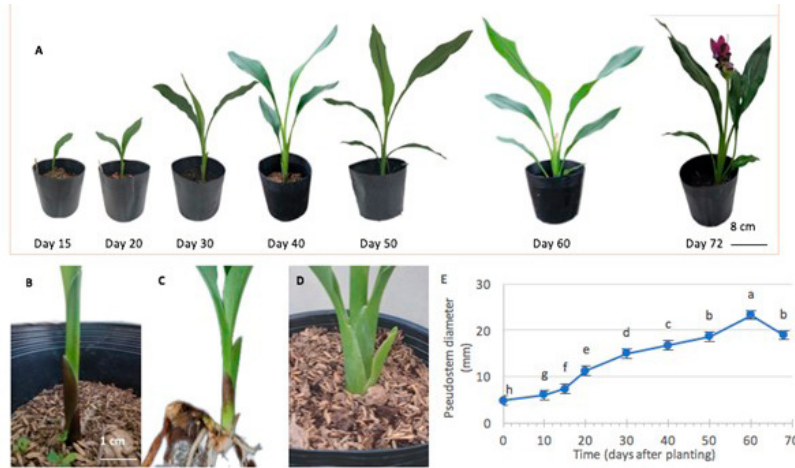 A
Day 15 Day 20 Day 30 Day 40 Day 50 Day 60 Day 72
8 cm
B
1 cm
C
D
E
Pseudostem diameter
(mm)
30
20
10
0
h g f e d c b a b
0 10 20 30 40 50 60 70
Time (days after planting)